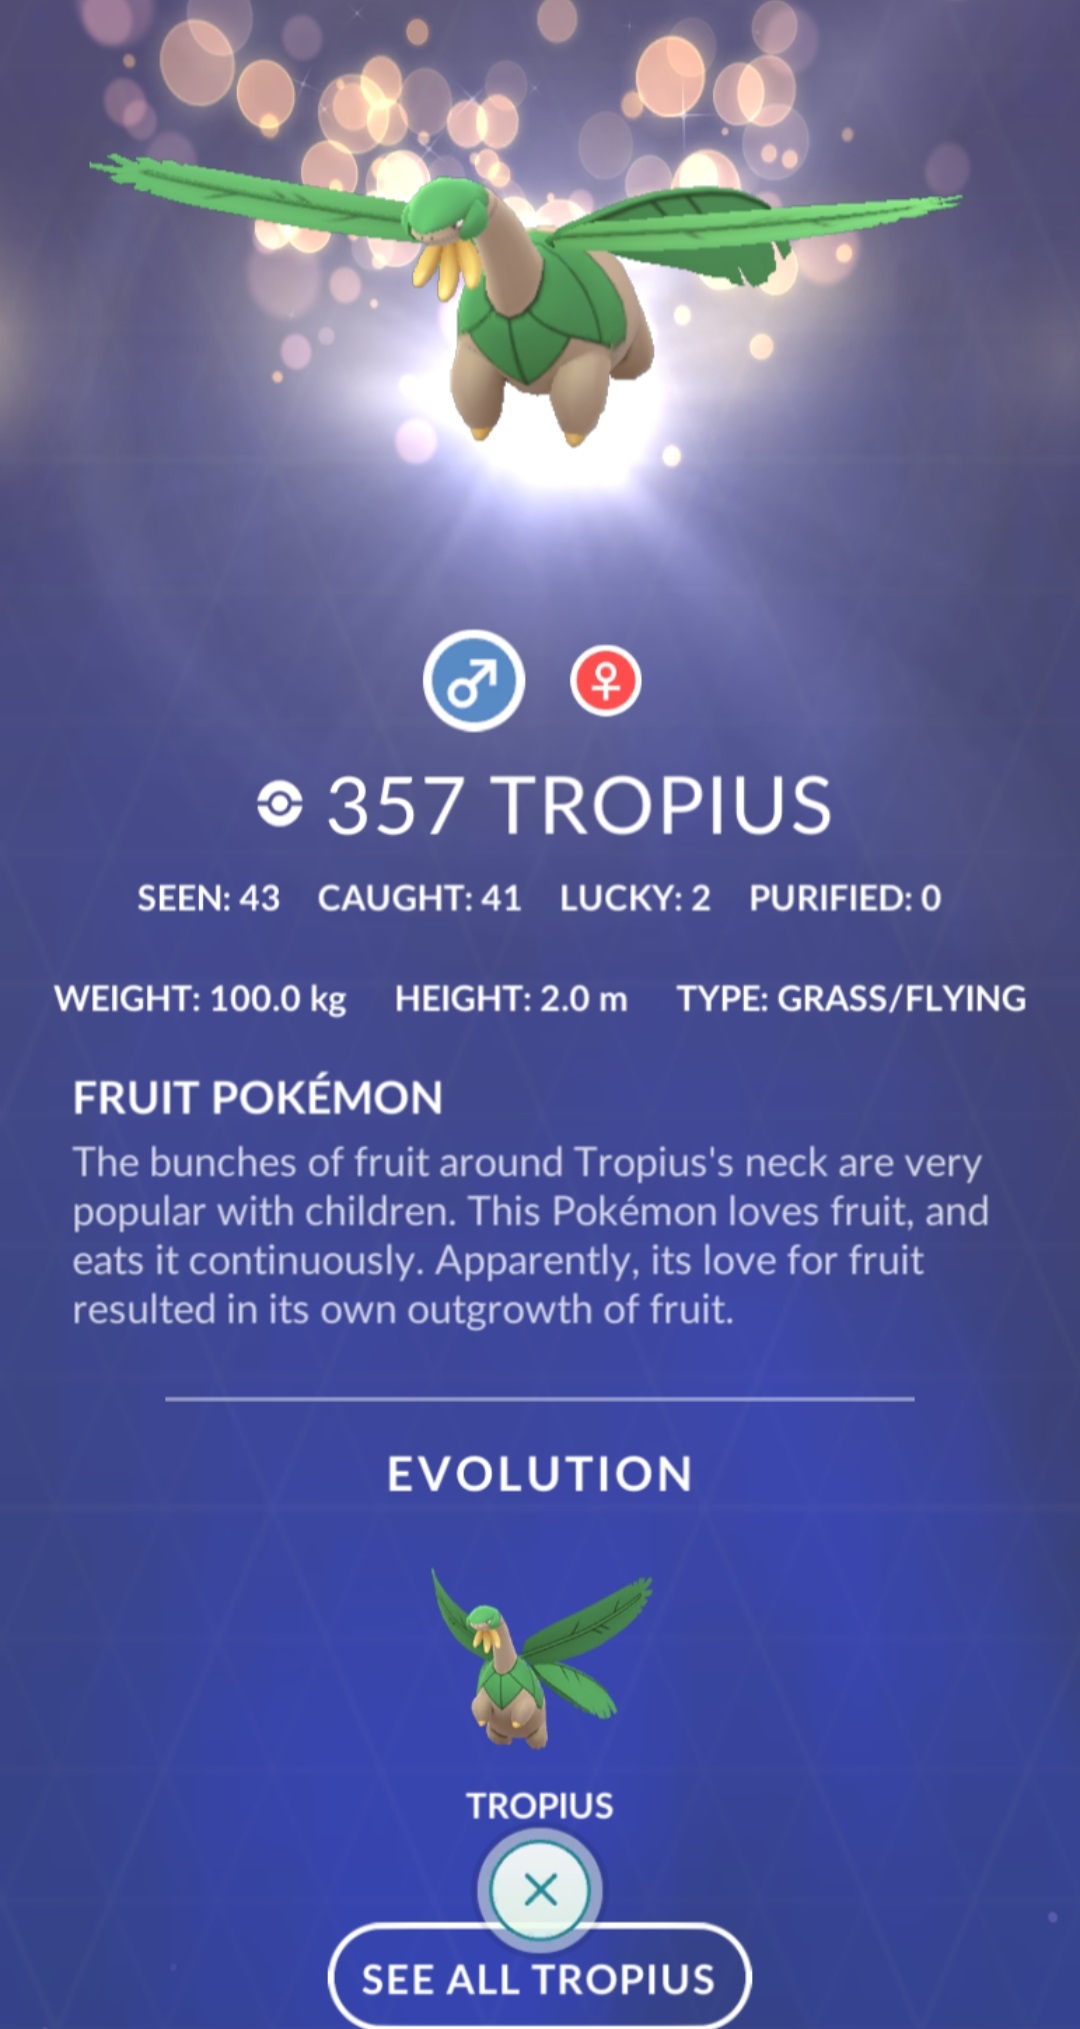 357 TROPIUS
SEEN: 43 CAUGHT: 41 LUCKY: 2 PURIFIED: 0
WEIGHT: 100.0 kg HEIGHT: 2.0 m TYPE: GRASS/FLYING
FRUIT POKÉMON
The bunches of fruit around Tropius's neck are very
popular with children. This Pokémon loves fruit, and
eats it continuously. Apparently, its love for fruit
resulted in its own outgrowth of fruit.
EVOLUTION
TROPIUS
SEE ALL TROPIUS